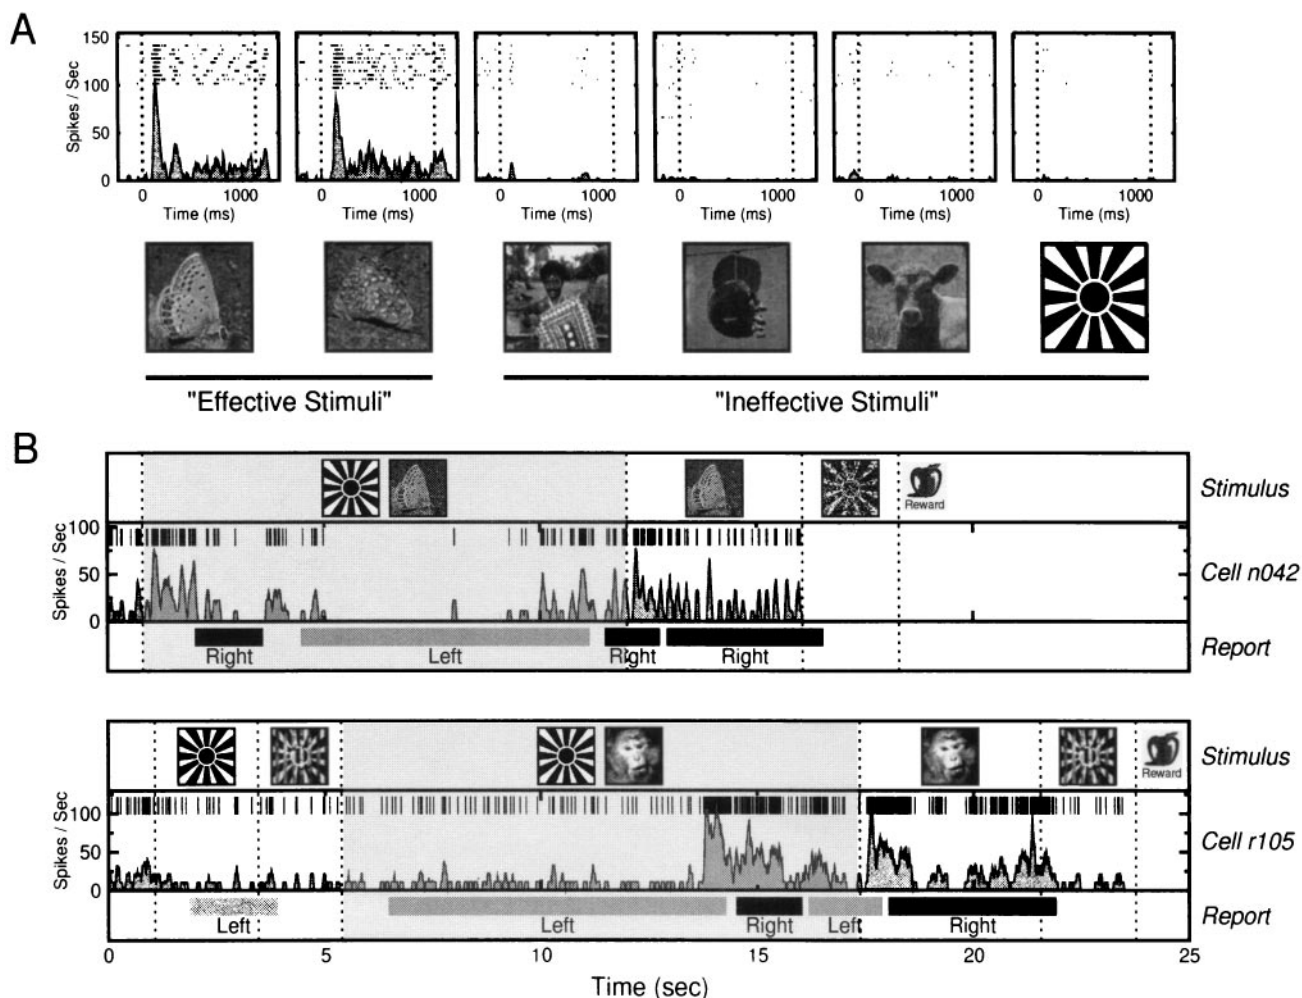 A
Spikes / Sec
150
100
50
0
0 1000
Time (ms)
0 1000
Time (ms)
0 1000
Time (ms)
0 1000
Time (ms)
0 1000
Time (ms)
0 1000
Time (ms)
"Effective Stimuli"
"Ineffective Stimuli"
B
Reward
Stimulus
Spikes / Sec
100
50
0
Cell n042
Right
Left
Right
Right
Report
Reward
Stimulus
Spikes / Sec
100
50
0
Cell r105
Left
Left
Right
Left
Right
Report
0 5 10 15 20 25
Time (sec)